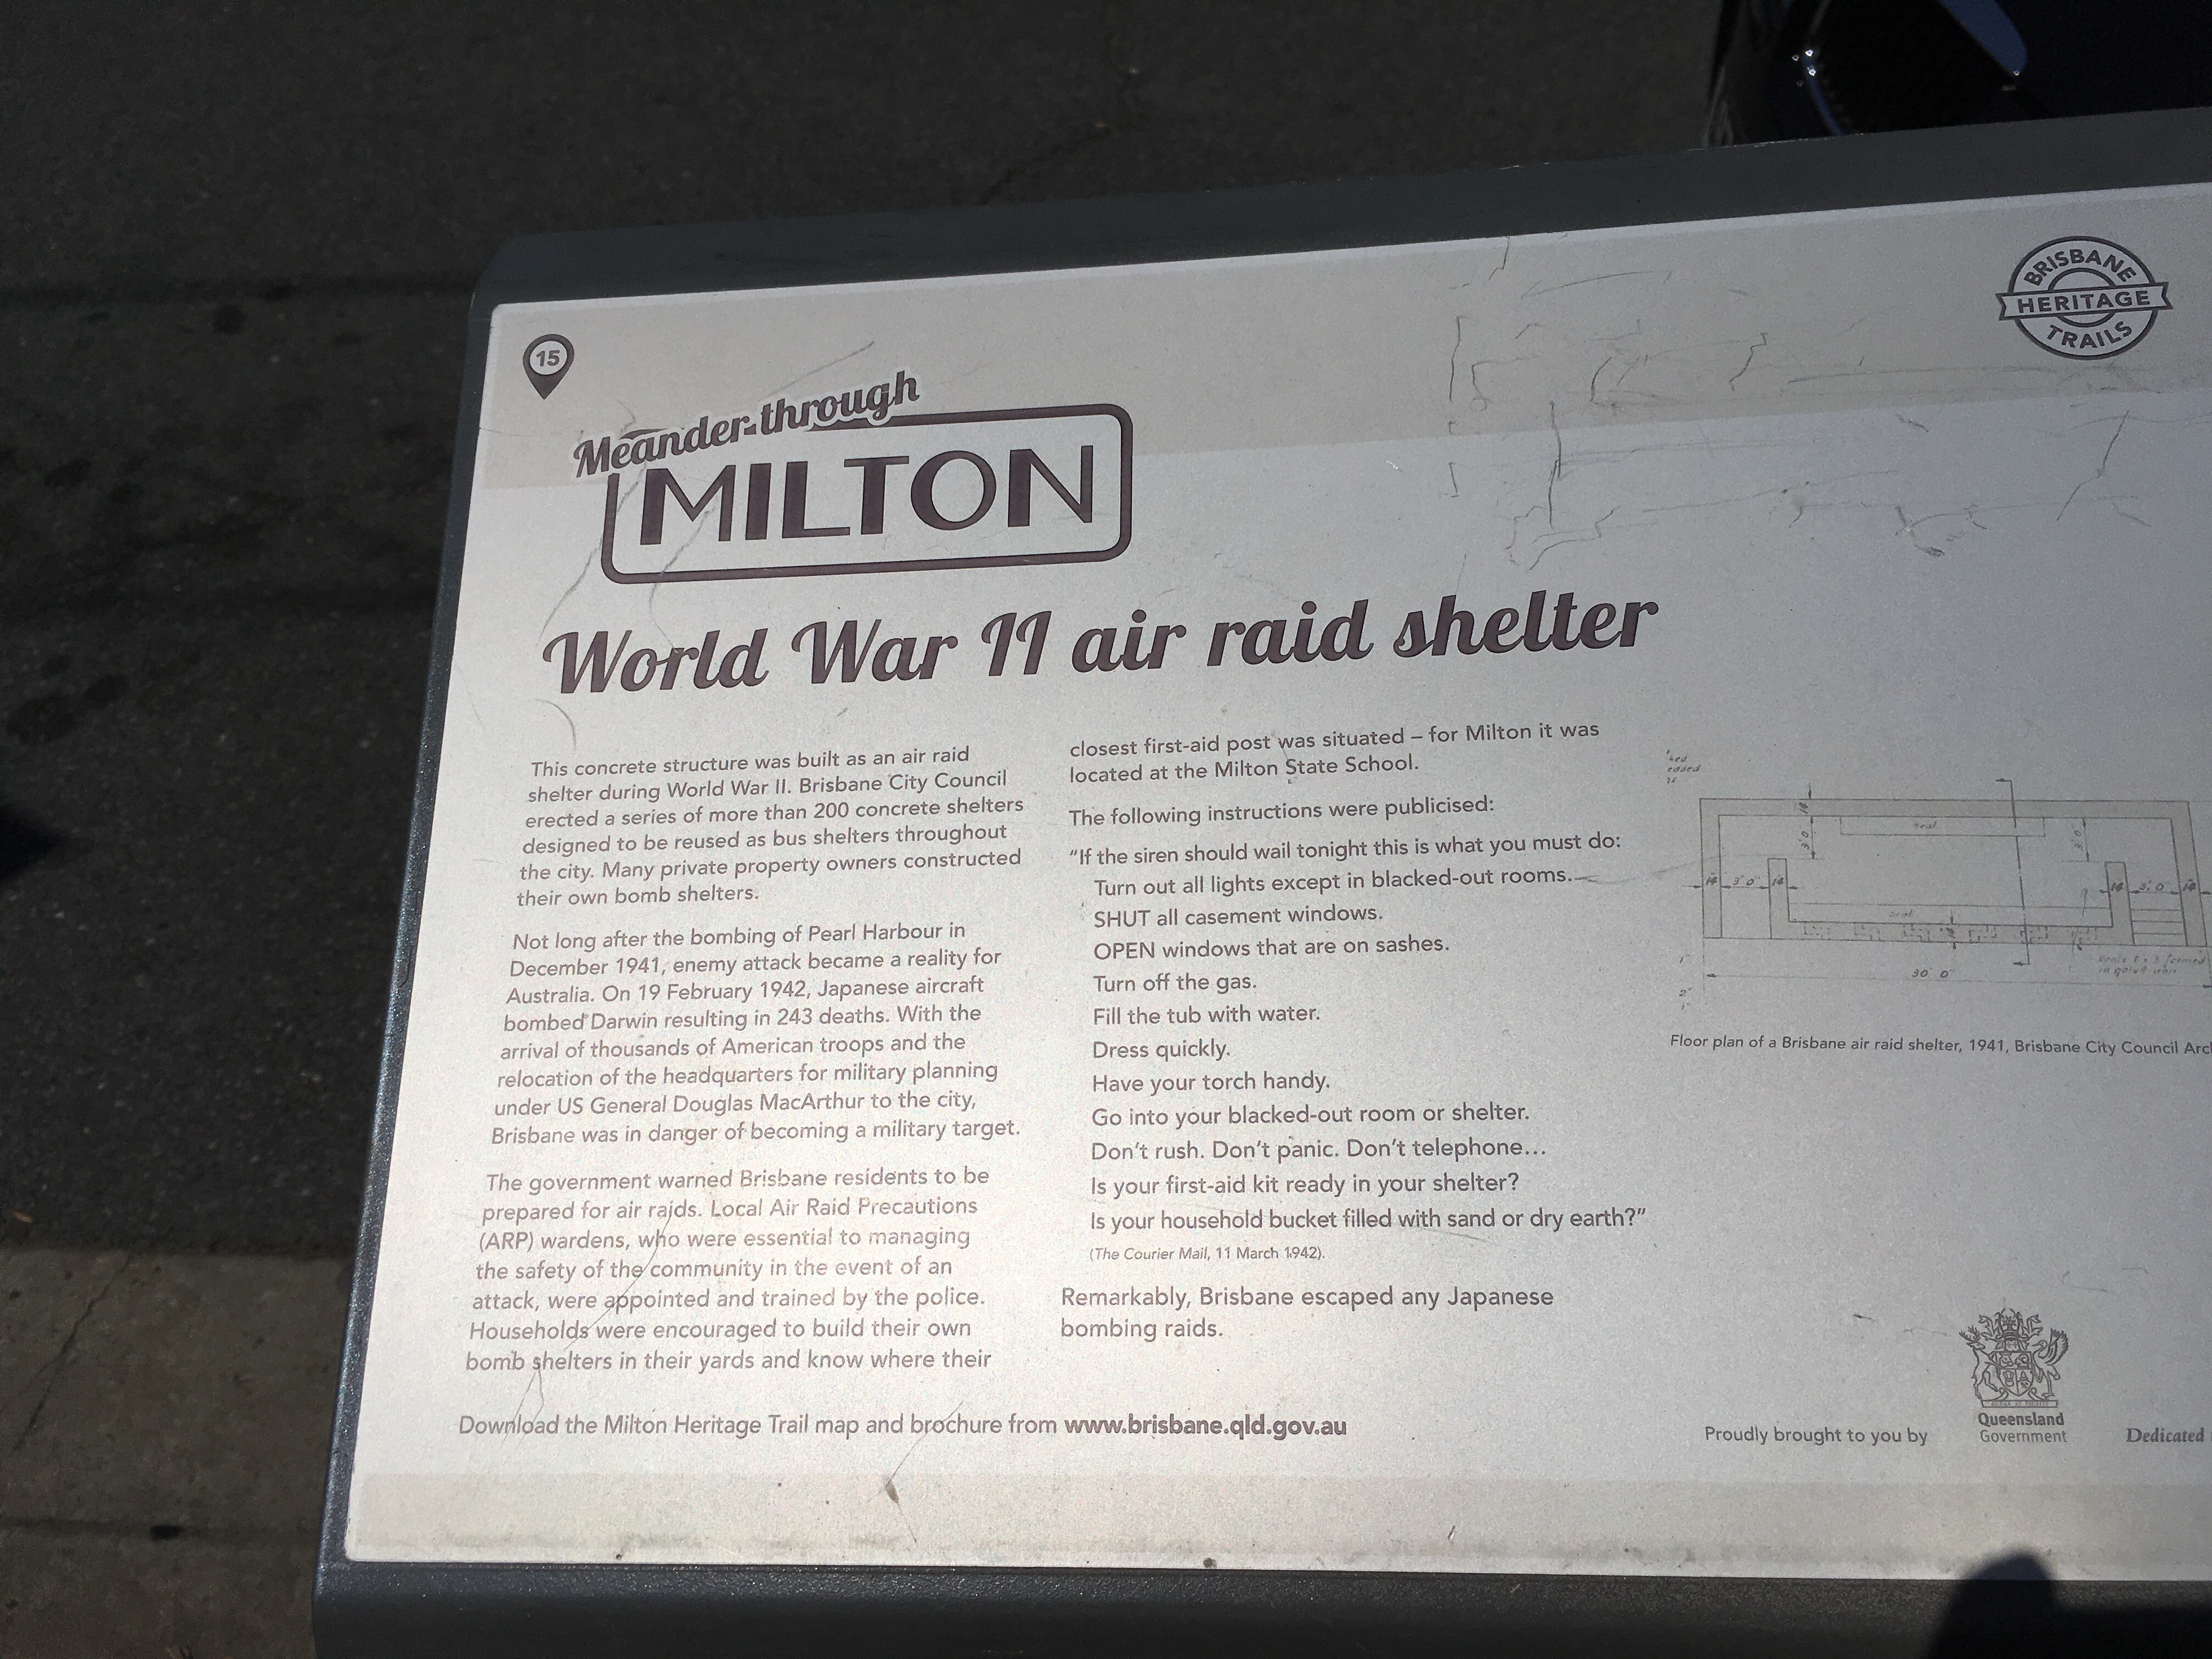 15
BRISBANE
HERITAGE
TRAILS
Meander through
MILTON
World War II air raid shelter
This concrete structure was built as an air raid
shelter during World War II. Brisbane City Council
erected a series of more than 200 concrete shelters
designed to be reused as bus shelters throughout
the city. Many private property owners constructed
their own bomb shelters.
Not long after the bombing of Pearl Harbour in
December 1941, enemy attack became a reality for
Australia. On 19 February 1942, Japanese aircraft
bombed Darwin resulting in 243 deaths. With the
arrival of thousands of American troops and the
relocation of the headquarters for military planning
under US General Douglas MacArthur to the city,
Brisbane was in danger of becoming a military target.
The government warned Brisbane residents to be
prepared for air raids. Local Air Raid Precautions
(ARP) wardens, who were essential to managing
the safety of the community in the event of an
attack, were appointed and trained by the police.
Households were encouraged to build their own
bomb shelters in their yards and know where their
closest first-aid post was situated – for Milton it was
located at the Milton State School.
The following instructions were publicised:
“If the siren should wail tonight this is what you must do:
Turn out all lights except in blacked-out rooms.
SHUT all casement windows.
OPEN windows that are on sashes.
Turn off the gas.
Fill the tub with water.
Dress quickly.
Have your torch handy.
Go into your blacked-out room or shelter.
Don’t rush. Don’t panic. Don’t telephone...
Is your first-aid kit ready in your shelter?
Is your household bucket filled with sand or dry earth?”
(The Courier Mail, 11 March 1942).
Remarkably, Brisbane escaped any Japanese
bombing raids.
seat
3'0"
14 3'0" 14
14 3'0" 14
seat
30' 0"
Floor plan of a Brisbane air raid shelter, 1941, Brisbane City Council Arc
Download the Milton Heritage Trail map and brochure from www.brisbane.qld.gov.au
Proudly brought to you by
Queensland
Government
Dedicated